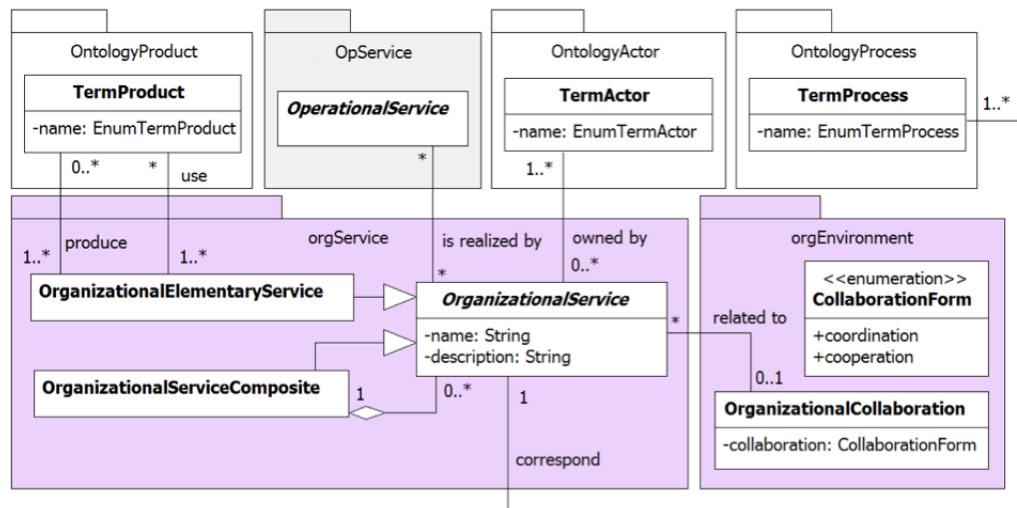 OntologyProduct
TermProduct
-name: EnumTermProduct
0..*
*
use
produce
1..*
1..*
OpService
OperationalService
*
OntologyActor
TermActor
-name: EnumTermActor
1..*
OntologyProcess
TermProcess
-name: EnumTermProcess
1..*
orgService
is realized by
owned by
*
0..*
OrganizationalElementaryService
OrganizationalService
-name: String
-description: String
OrganizationalServiceComposite
1
0..*
1
correspond
*
related to
0..1
orgEnvironment
<<enumeration>>
CollaborationForm
+coordination
+cooperation
OrganizationalCollaboration
-collaboration: CollaborationForm